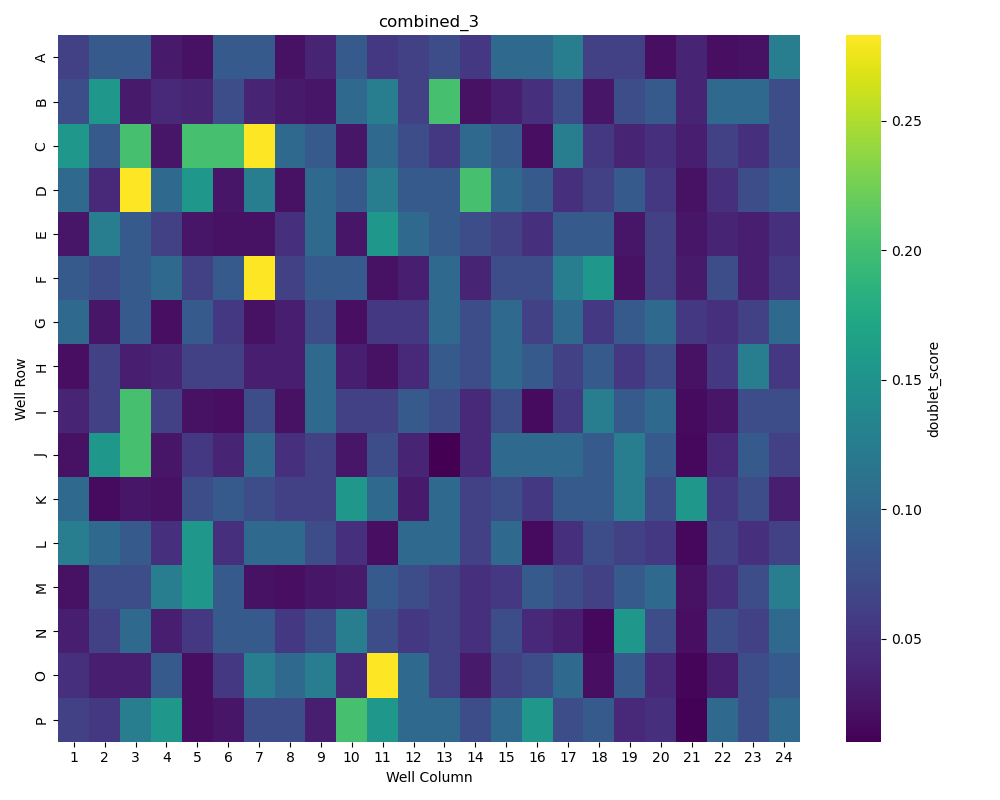 combined_3
A
B
C
D
E
F
G
H
I
J
K
L
M
N
O
P
Well Row
1 2 3 4 5 6 7 8 9 10 11 12 13 14 15 16 17 18 19 20 21 22 23 24
Well Column
0.25
0.20
0.15
0.10
0.05
doublet_score